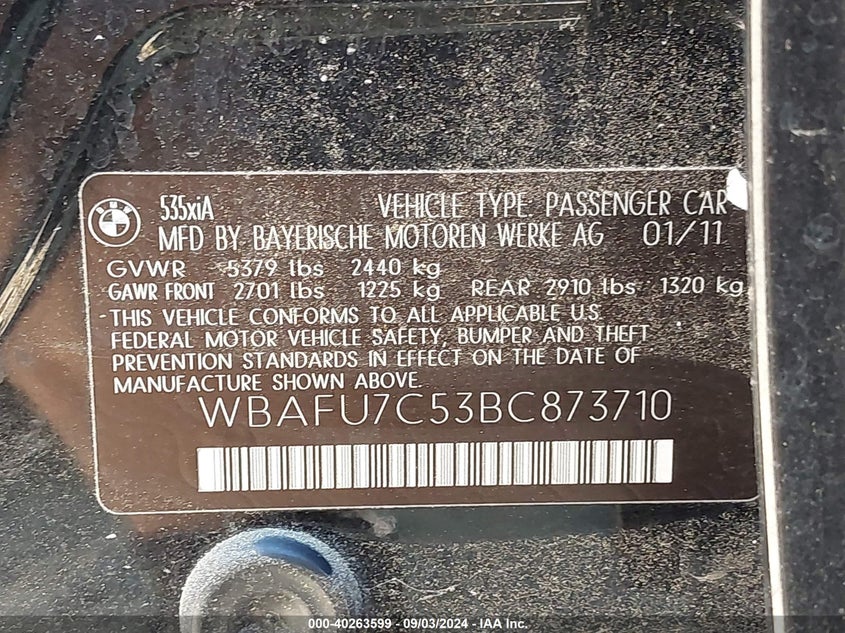 BMW
535xiA VEHICLE TYPE PASSENGER CAR
MFD BY BAYERISCHE MOTOREN WERKE AG 01/11
GVWR 5379 lbs 2440 kg
GAWR FRONT 2701 lbs 1225 kg REAR 2910 lbs 1320 kg
THIS VEHICLE CONFORMS TO ALL APPLICABLE U.S.
FEDERAL MOTOR VEHICLE SAFETY, BUMPER AND THEFT
PREVENTION STANDARDS IN EFFECT ON THE DATE OF
MANUFACTURE SHOWN ABOVE.
WBAFU7C53BC873710
000-40263599 - 09/03/2024 - IAA Inc.